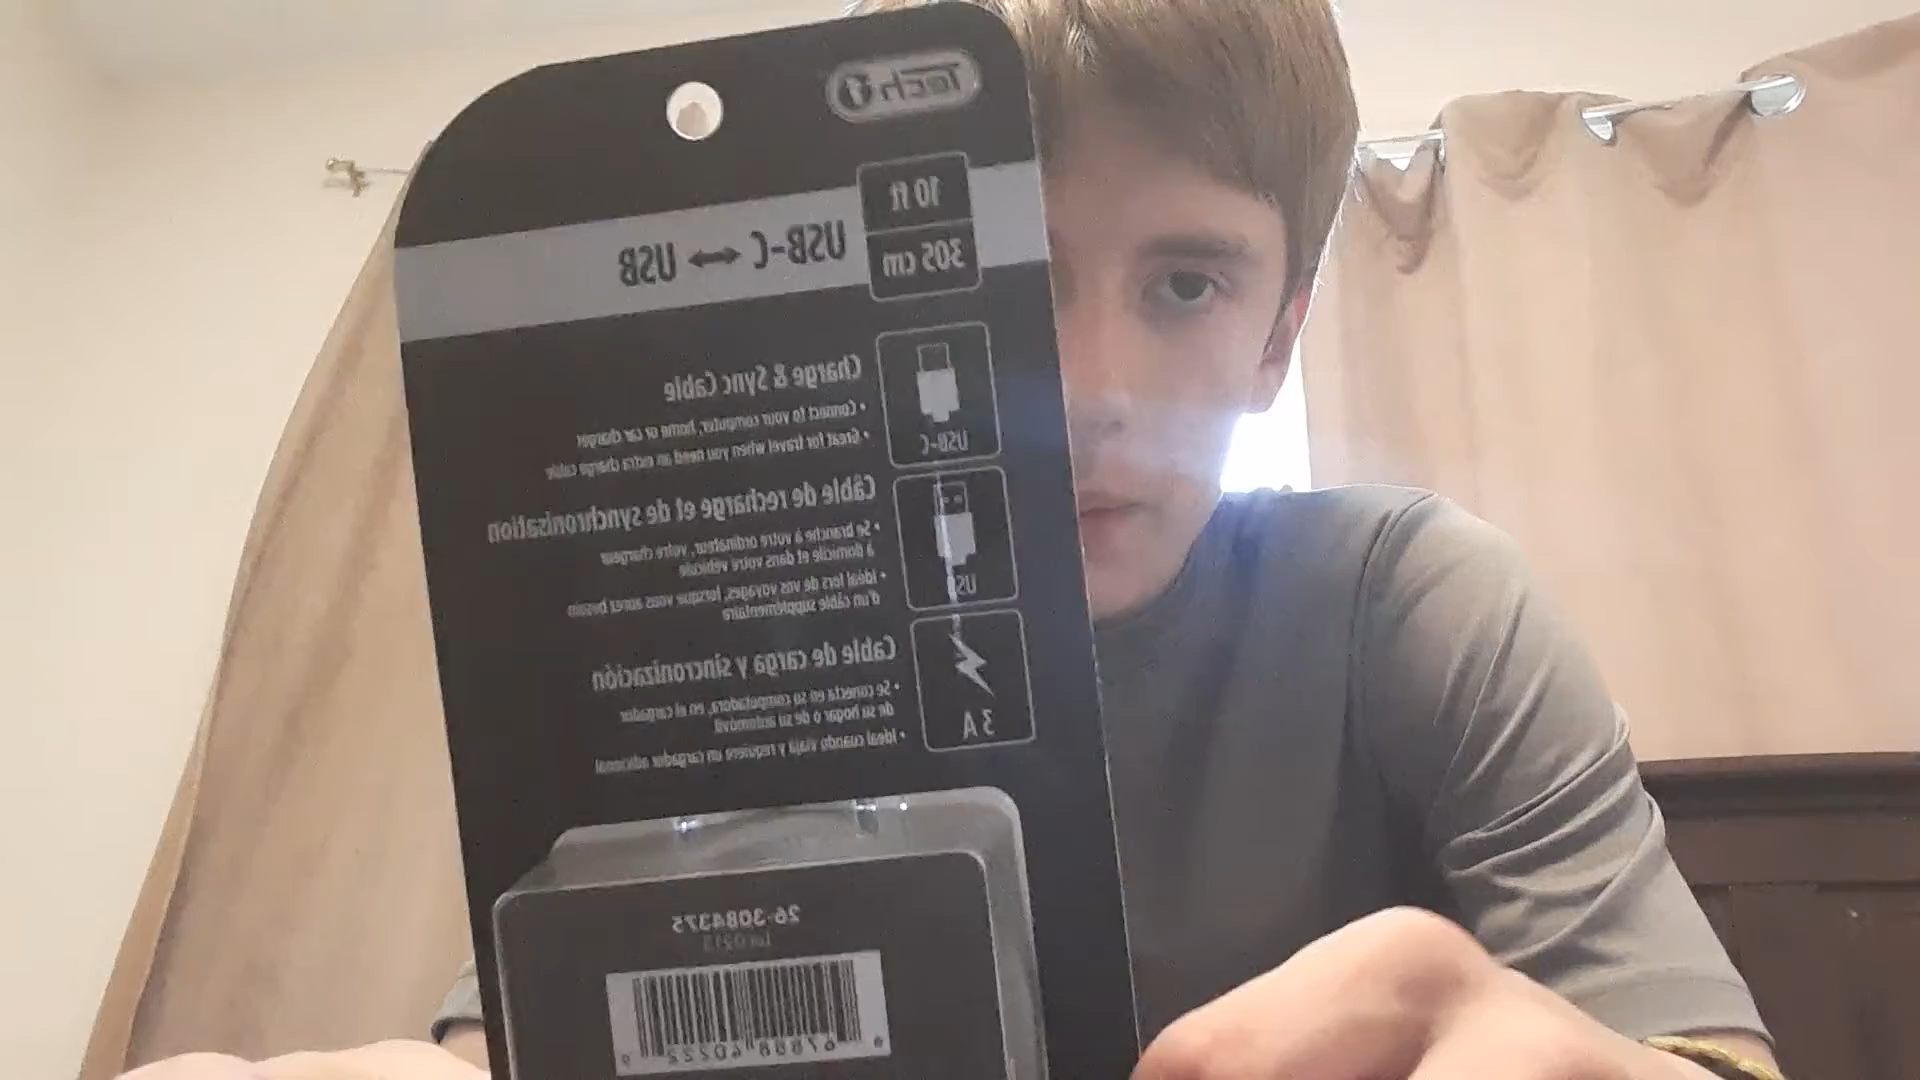 Tech 1
10 ft
305 cm
USB-C ↔ USB
USB-C
Charge & Sync Cable
• Connect to your computer, home or car charger
• Great for travel when you need an extra charge cable
USB
Câble de recharge et de synchronisation
• Se branche à votre ordinateur, votre chargeur
à domicile et dans votre véhicule
• Idéal lors de vos voyages, lorsque vous aurez besoin
d'un câble supplémentaire
3 A
Cable de carga y sincronización
• Se conecta en su computadora, en el cargador
de su hogar o de su automóvil
• Ideal cuando viaja y requiere un cargador adicional
26-3084375